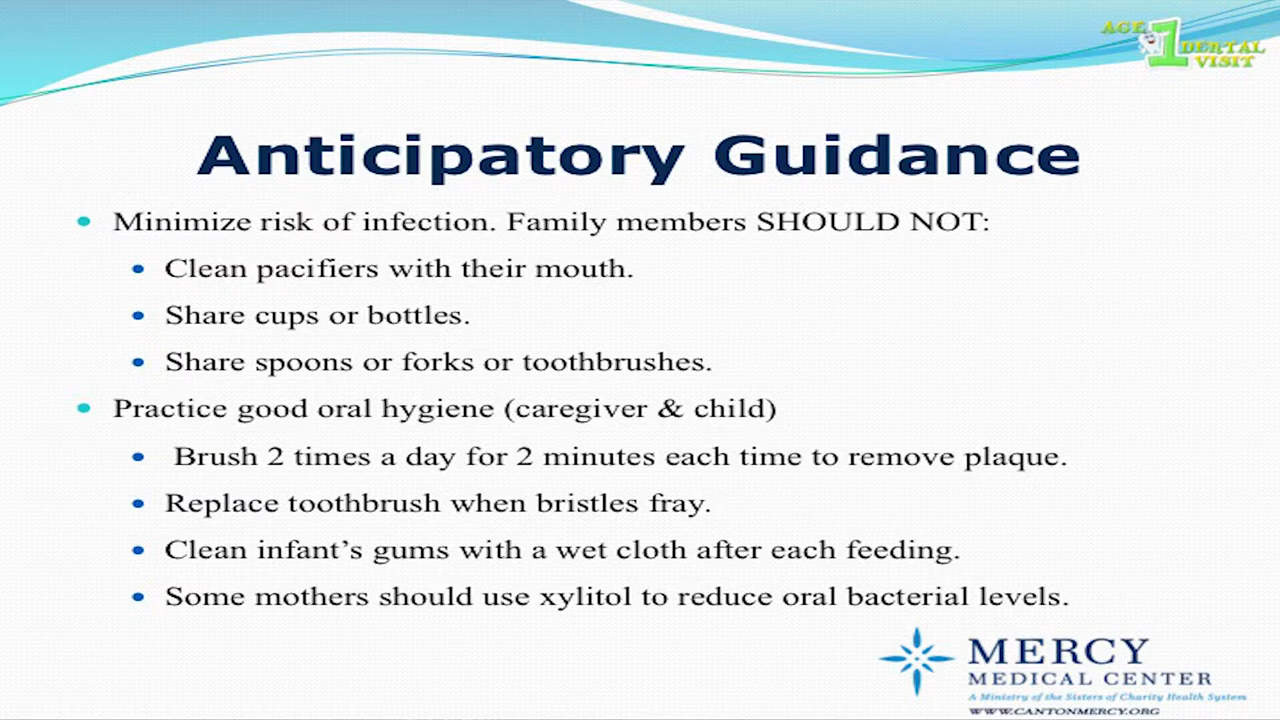 AGE 1 DENTAL VISIT
Anticipatory Guidance
• Minimize risk of infection. Family members SHOULD NOT:
• Clean pacifiers with their mouth.
• Share cups or bottles.
• Share spoons or forks or toothbrushes.
• Practice good oral hygiene (caregiver & child)
• Brush 2 times a day for 2 minutes each time to remove plaque.
• Replace toothbrush when bristles fray.
• Clean infant’s gums with a wet cloth after each feeding.
• Some mothers should use xylitol to reduce oral bacterial levels.
MERCY
MEDICAL CENTER
A Ministry of the Sisters of Charity Health System
WWW.CANTONMERCY.ORG